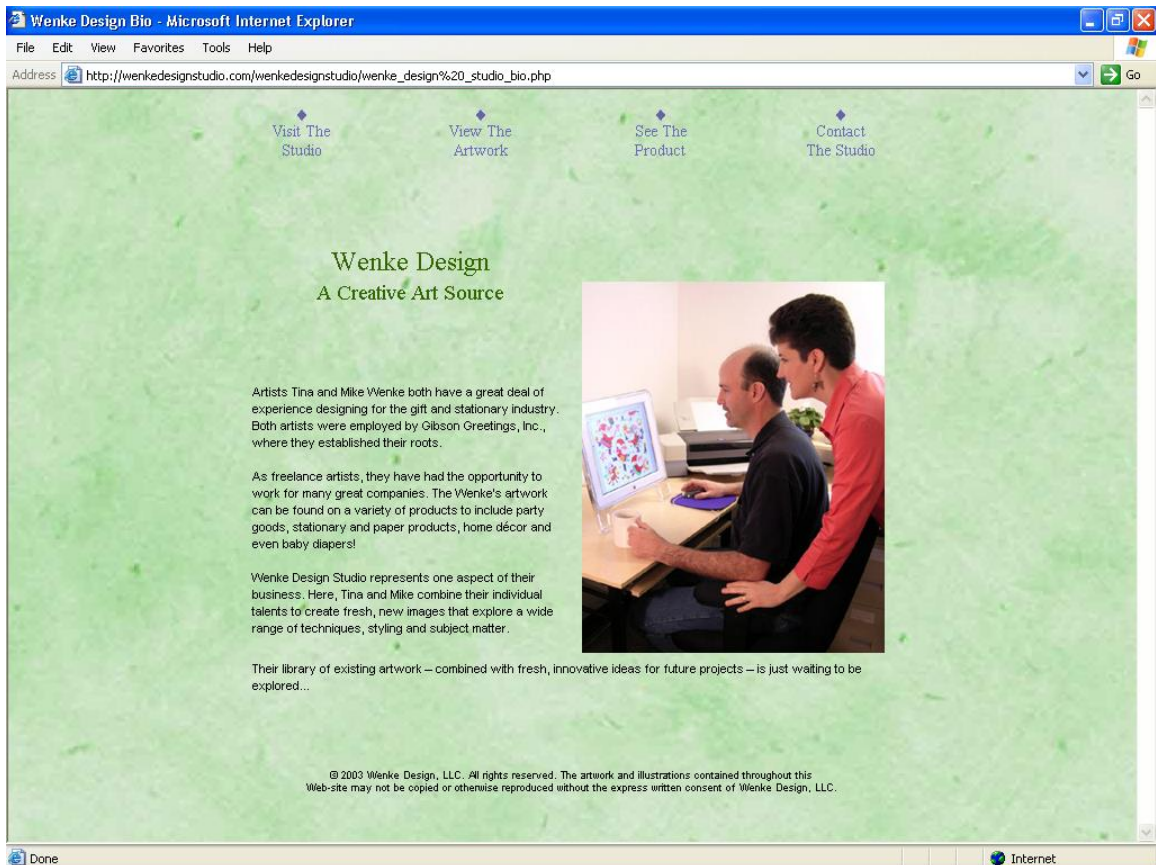 Wenke Design Bio - Microsoft Internet Explorer
File Edit View Favorites Tools Help
Address http://wenkedesignstudio.com/wenkedesignstudio/wenke_design%20_studio_bio.php Go
Visit The
Studio
View The
Artwork
See The
Product
Contact
The Studio
Wenke Design
A Creative Art Source
Artists Tina and Mike Wenke both have a great deal of
experience designing for the gift and stationary industry.
Both artists were employed by Gibson Greetings, Inc.,
where they established their roots.
As freelance artists, they have had the opportunity to
work for many great companies. The Wenke's artwork
can be found on a variety of products to include party
goods, stationary and paper products, home décor and
even baby diapers!
Wenke Design Studio represents one aspect of their
business. Here, Tina and Mike combine their individual
talents to create fresh, new images that explore a wide
range of techniques, styling and subject matter.
Their library of existing artwork – combined with fresh, innovative ideas for future projects – is just waiting to be
explored...
© 2003 Wenke Design, LLC. All rights reserved. The artwork and illustrations contained throughout this
Web-site may not be copied or otherwise reproduced without the express written consent of Wenke Design, LLC.
Done Internet